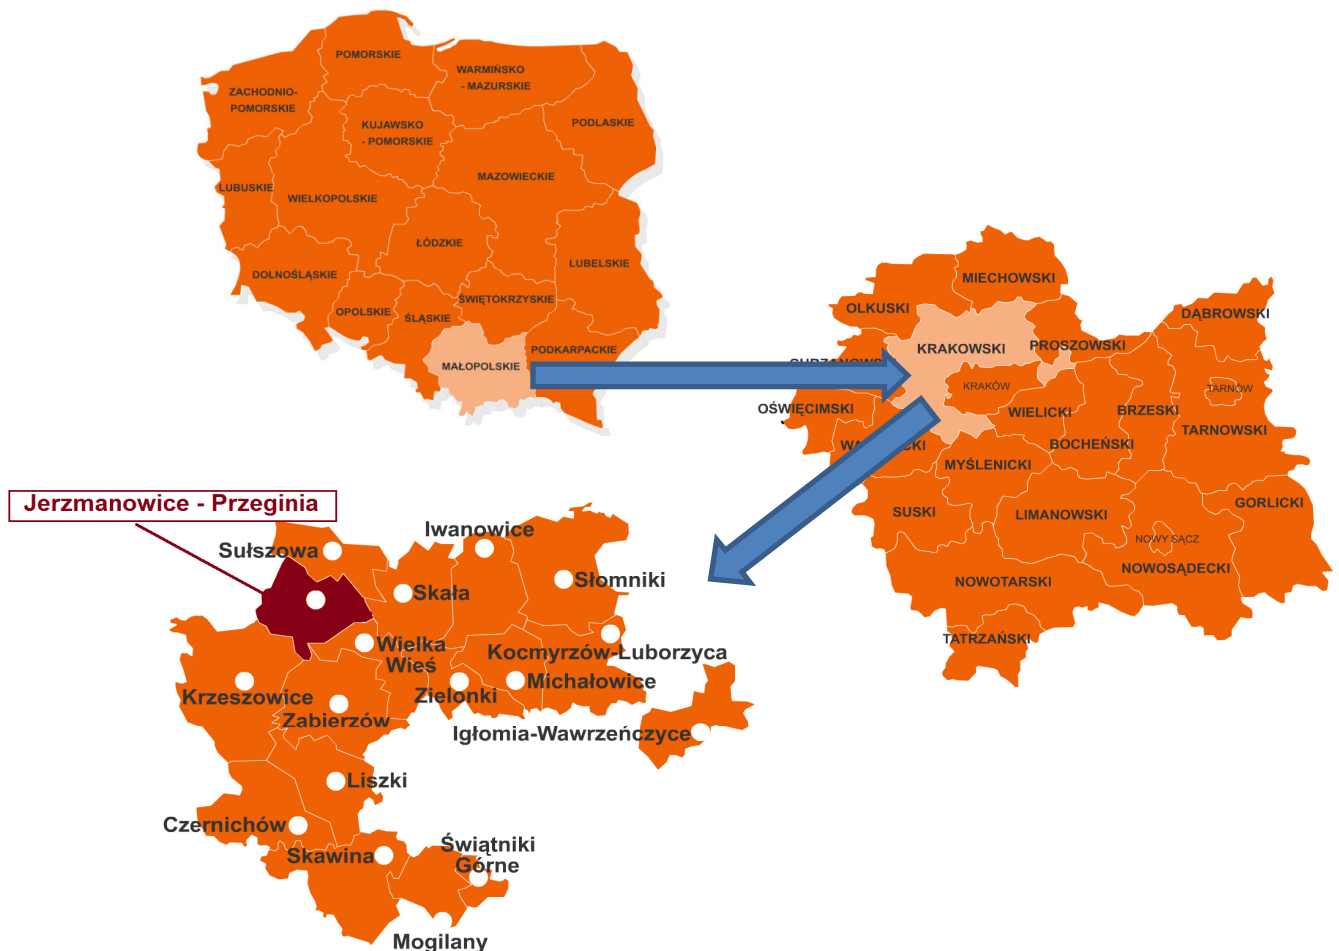 POMORSKIE
WARMIŃSKO
- MAZURSKIE
ZACHODNIO-
POMORSKIE
KUJAWSKO
- POMORSKIE
PODLASKIE
MAZOWIECKIE
LUBUSKIE
WIELKOPOLSKIE
ŁÓDZKIE
LUBELSKIE
DOLNOŚLĄSKIE
OPOLSKIE
ŚLĄSKIE
ŚWIĘTOKRZYSKIE
PODKARPACKIE
MAŁOPOLSKIE
MIECHOWSKI
OLKUSKI
DĄBROWSKI
KRAKOWSKI
PROSZOWSKI
KRAKÓW
TARNÓW
OŚWIĘCIMSKI
WIELICKI
BRZESKI
TARNOWSKI
BOCHEŃSKI
MYŚLENICKI
SUSKI
LIMANOWSKI
GORLICKI
NOWY SĄCZ
NOWOSĄDECKI
NOWOTARSKI
TATRZAŃSKI
Jerzmanowice - Przeginia
Iwanowice
Sułszowa
Skała
Słomniki
Wielka
Wieś
Kocmyrzów-Luborzyca
Michałowice
Zielonki
Krzeszowice
Zabierzów
Igłomia-Wawrzeńczyce
Liszki
Czernichów
Skawina
Świątniki
Górne
Mogilany